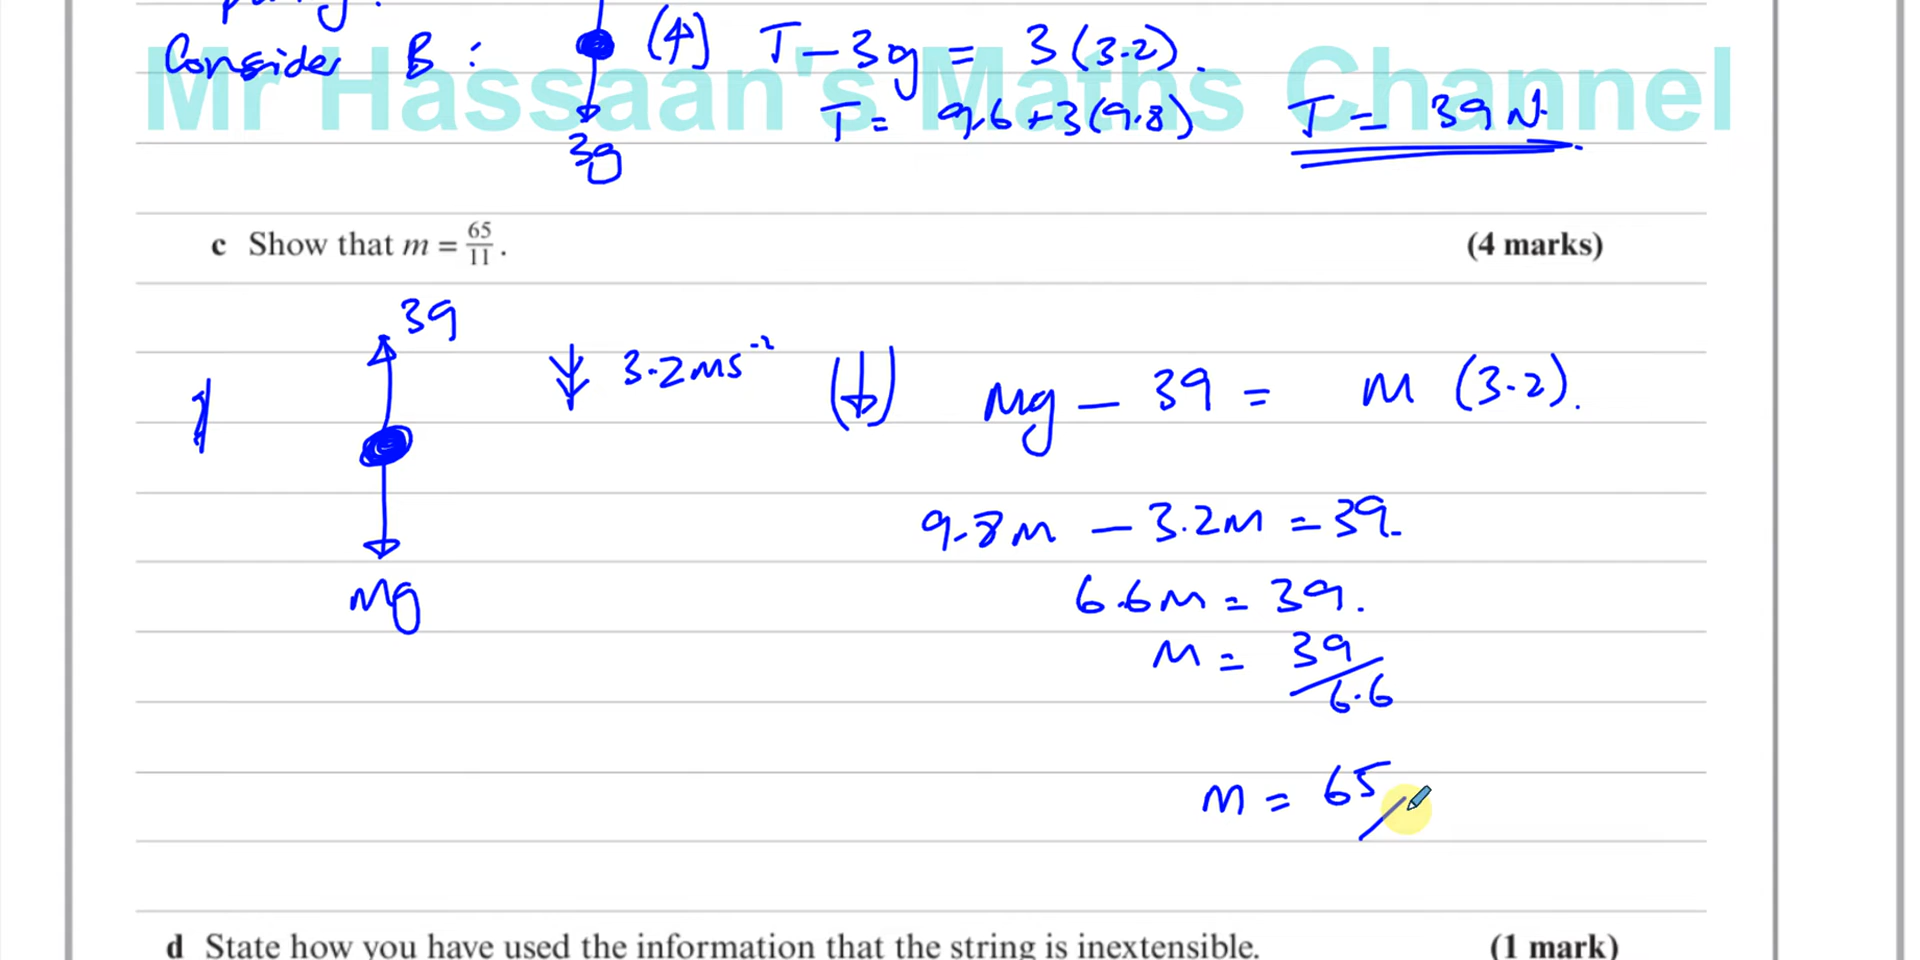 Consider B :
(↑) T - 3g = 3(3.2).
Mr Hassaan's Maths Channel
T = 9.6 + 3(9.8) T = 39 N.
3g
c Show that m = 65/11 . (4 marks)
39
3.2ms⁻² (↓) Mg - 39 = M (3.2).
9.8M - 3.2M = 39.
6.6M = 39.
Mg
M = 39/6.6
M = 65/
d State how you have used the information that the string is inextensible. (1 mark)